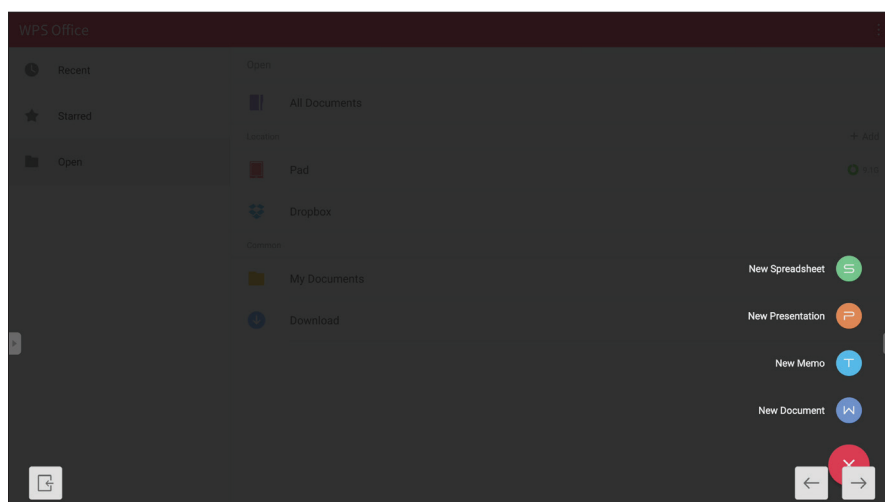 WPS Office
Recent
Starred
Open
Open
All Documents
Location
+ Add
Pad
Dropbox
Common
My Documents
Download
New Spreadsheet
New Presentation
New Memo
New Document